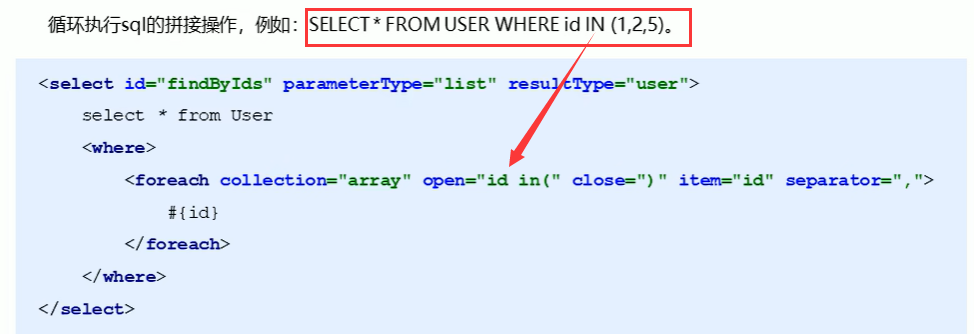 循环执行sql的拼接操作，例如：SELECT * FROM USER WHERE id IN (1,2,5)。
<select id="findByIds" parameterType="list" resultType="user">
select * from User
<where>
<foreach collection="array" open="id in(" close=")" item="id" separator=",">
#{id}
</foreach>
</where>
</select>